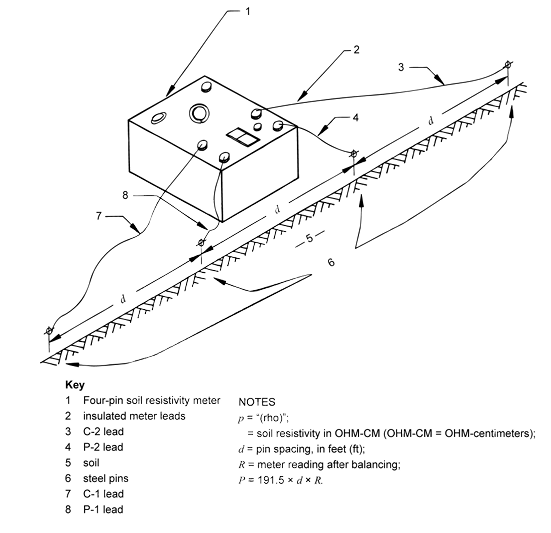 1
2
3
d
4
8
d
7
5
6
d
Key
1 Four-pin soil resistivity meter
2 insulated meter leads
3 C-2 lead
4 P-2 lead
5 soil
6 steel pins
7 C-1 lead
8 P-1 lead
NOTES
p = “(rho)”;
= soil resistivity in OHM-CM (OHM-CM = OHM-centimeters);
d = pin spacing, in feet (ft);
R = meter reading after balancing;
P = 191.5 × d × R.